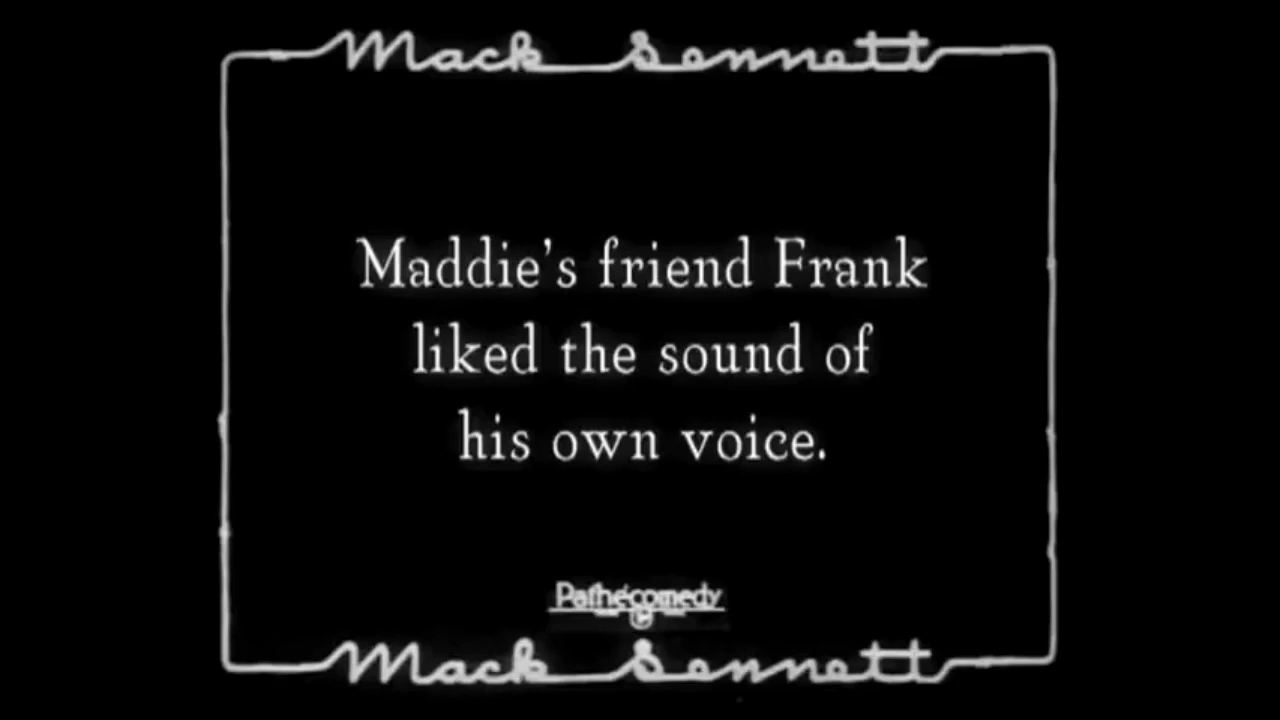 Mack Sennett
Maddie's friend Frank
liked the sound of
his own voice.
Pathécomedy
Mack Sennett